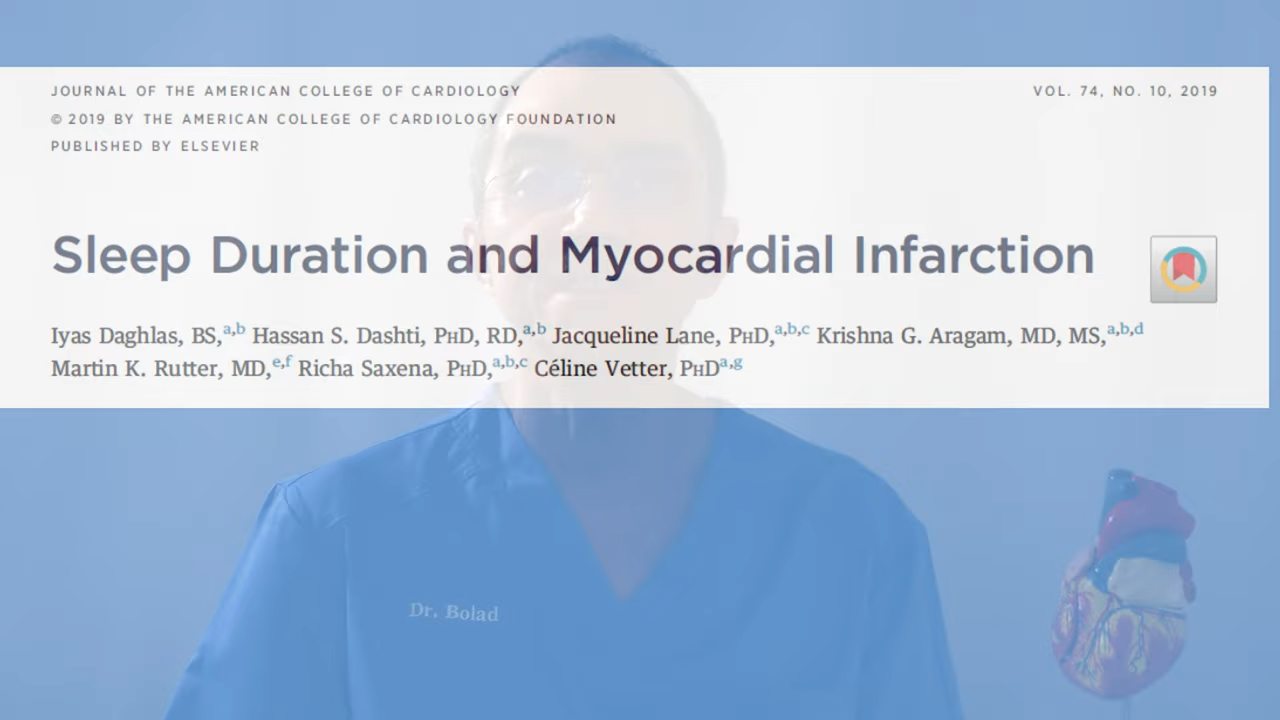 JOURNAL OF THE AMERICAN COLLEGE OF CARDIOLOGY
VOL. 74, NO. 10, 2019
© 2019 BY THE AMERICAN COLLEGE OF CARDIOLOGY FOUNDATION
PUBLISHED BY ELSEVIER
Sleep Duration and Myocardial Infarction
Iyas Daghlas, BS,a,b Hassan S. Dashti, PHD, RD,a,b Jacqueline Lane, PHD,a,b,c Krishna G. Aragam, MD, MS,a,b,d
Martin K. Rutter, MD,e,f Richa Saxena, PHD,a,b,c Céline Vetter, PHDa,g
Dr. Bolad